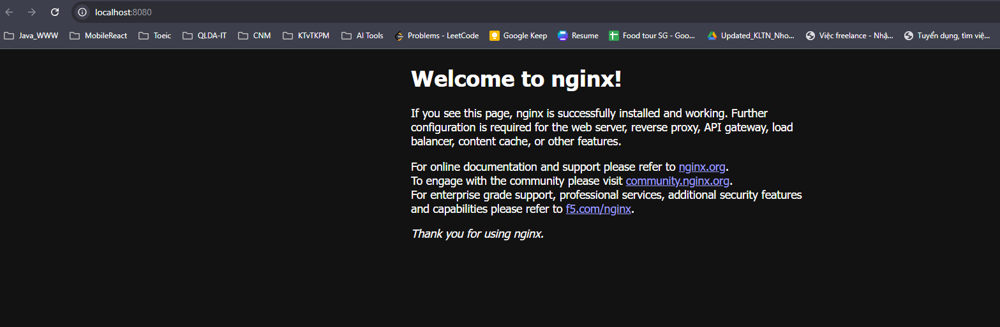 localhost:8080
Java_WWW MobileReact Toeic QLDA-IT CNM KTvTKPM AI Tools Problems - LeetCode Google Keep Resume Food tour SG - Goo... Updated_KLTN_Nho... Việc freelance - Nhậ... Tuyển dụng, tìm việ...
Welcome to nginx!
If you see this page, nginx is successfully installed and working. Further
configuration is required for the web server, reverse proxy, API gateway, load
balancer, content cache, or other features.
For online documentation and support please refer to nginx.org.
To engage with the community please visit community.nginx.org.
For enterprise grade support, professional services, additional security features
and capabilities please refer to f5.com/nginx.
Thank you for using nginx.